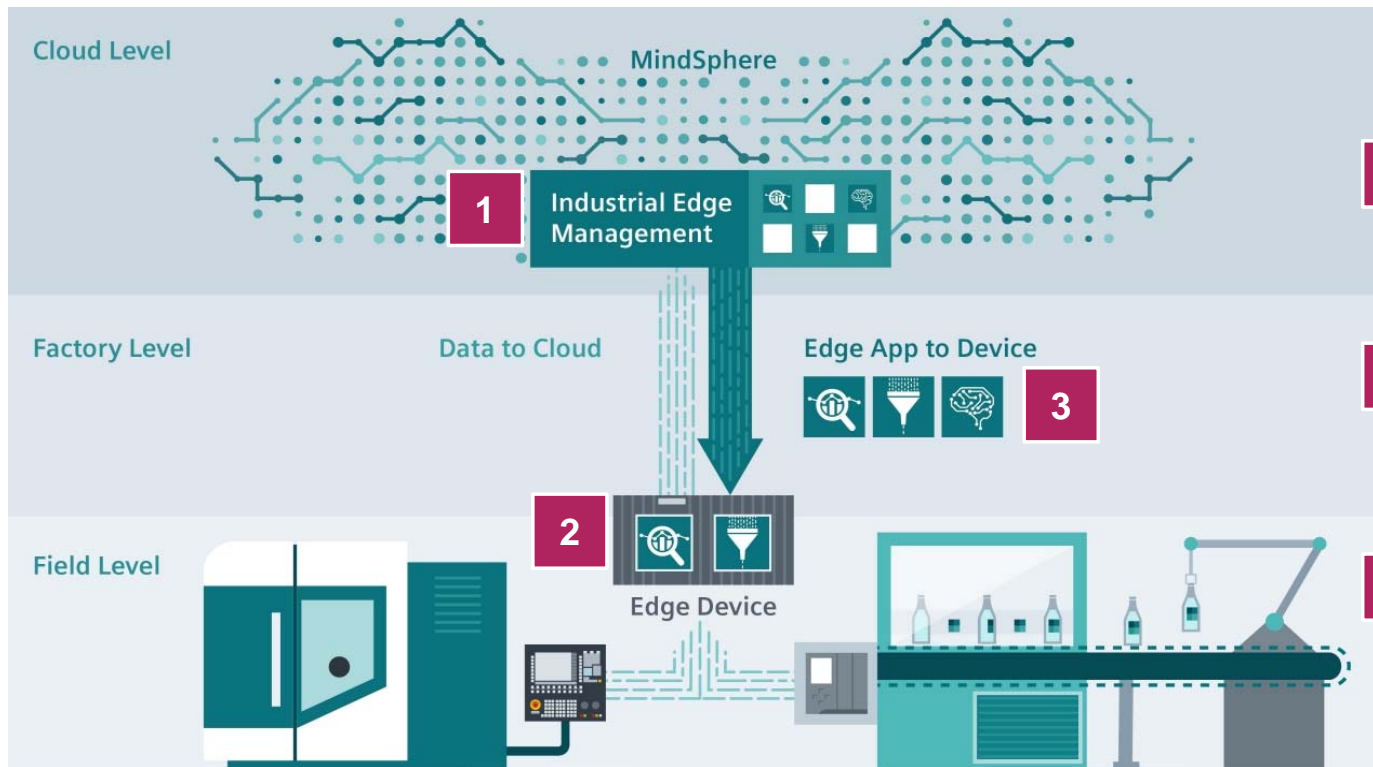 Cloud Level
MindSphere
1
Industrial Edge
Management
Factory Level
Data to Cloud
Edge App to Device
3
2
Field Level
Edge Device